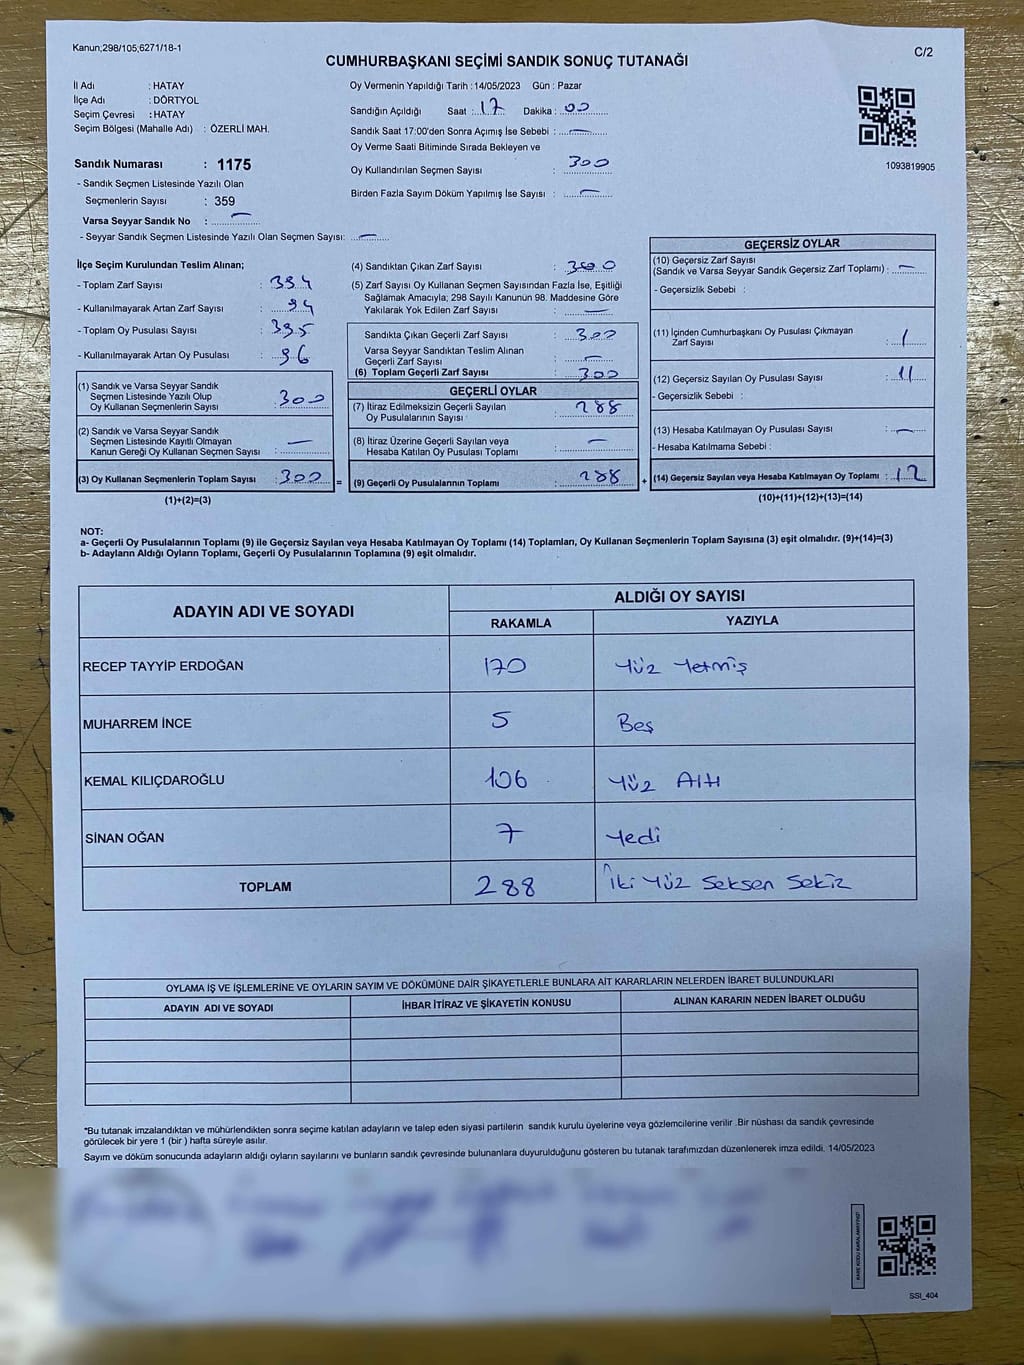 Kanun;298/105;6271/18-1
C/2
CUMHURBAŞKANI SEÇİMİ SANDIK SONUÇ TUTANAĞI
İl Adı : HATAY
İlçe Adı : DÖRTYOL
Seçim Çevresi : HATAY
Seçim Bölgesi (Mahalle Adı) : ÖZERLİ MAH.
Sandık Numarası : 1175
- Sandık Seçmen Listesinde Yazılı Olan
Seçmenlerin Sayısı : 359
Varsa Seyyar Sandık No : —
- Seyyar Sandık Seçmen Listesinde Yazılı Olan Seçmen Sayısı: —
Oy Vermenin Yapıldığı Tarih :14/05/2023 Gün : Pazar
Sandığın Açıldığı Saat : 17 Dakika : 00
Sandık Saat 17:00'den Sonra Açımış İse Sebebi : —
Oy Verme Saati Bitiminde Sırada Bekleyen ve
Oy Kullandırılan Seçmen Sayısı : 300
Birden Fazla Sayım Döküm Yapılmış İse Sayısı : —
1093819905
İlçe Seçim Kurulundan Teslim Alınan;
- Toplam Zarf Sayısı : 394
- Kullanılmayarak Artan Zarf Sayısı : 94
- Toplam Oy Pusulası Sayısı : 395
- Kullanılmayarak Artan Oy Pusulası : 96
(1) Sandık ve Varsa Seyyar Sandık
Seçmen Listesinde Yazılı Olup
Oy Kullanan Seçmenlerin Sayısı : 300
(2) Sandık ve Varsa Seyyar Sandık
Seçmen Listesinde Kayıtlı Olmayan
Kanun Gereği Oy Kullanan Seçmen Sayısı : —
(3) Oy Kullanan Seçmenlerin Toplam Sayısı : 300 =
(1)+(2)=(3)
(4) Sandıktan Çıkan Zarf Sayısı : 300
(5) Zarf Sayısı Oy Kullanan Seçmen Sayısından Fazla İse, Eşitliği
Sağlamak Amacıyla; 298 Sayılı Kanunün 98. Maddesine Göre
Yakılarak Yok Edilen Zarf Sayısı : —
Sandıkta Çıkan Geçerli Zarf Sayısı : 300
Varsa Seyyar Sandıktan Teslim Alınan
Geçerli Zarf Sayısı : —
(6) Toplam Geçerli Zarf Sayısı : 300
GEÇERLİ OYLAR
(7) İtiraz Edilmeksizin Geçerli Sayılan
Oy Pusulalarının Sayısı : 288
(8) İtiraz Üzerine Geçerli Sayılan veya
Hesaba Katılan Oy Pusulası Toplamı : —
(9) Geçerli Oy Pusulalarının Toplamı : 288 +
GEÇERSİZ OYLAR
(10) Geçersiz Zarf Sayısı
(Sandık ve Varsa Seyyar Sandık Geçersiz Zarf Toplamı) : —
- Geçersizlik Sebebi :
(11) İçinden Cumhurbaşkanı Oy Pusulası Çıkmayan
Zarf Sayısı : 1
(12) Geçersiz Sayılan Oy Pusulası Sayısı : 11
- Geçersizlik Sebebi :
(13) Hesaba Katılmayan Oy Pusulası Sayısı : —
- Hesaba Katılmama Sebebi :
(14) Geçersiz Sayılan veya Hesaba Katılmayan Oy Toplamı : 12
(10)+(11)+(12)+(13)=(14)
NOT:
a- Geçerli Oy Pusulalarının Toplamı (9) ile Geçersiz Sayılan veya Hesaba Katılmayan Oy Toplamı (14) Toplamları, Oy Kullanan Seçmenlerin Toplam Sayısına (3) eşit olmalıdır. (9)+(14)=(3)
b- Adayların Aldığı Oyların Toplamı, Geçerli Oy Pusulalarının Toplamına (9) eşit olmalıdır.
ADAYIN ADI VE SOYADI ALDIĞI OY SAYISI
RAKAMLA YAZIYLA
RECEP TAYYİP ERDOĞAN 170 Yüz Yetmiş
MUHARREM İNCE 5 Beş
KEMAL KILIÇDAROĞLU 106 Yüz Altı
SİNAN OĞAN 7 Yedi
TOPLAM 288 İki Yüz Seksen Sekiz
OYLAMA İŞ VE İŞLEMLERİNE VE OYLARIN SAYIM VE DÖKÜMÜNE DAİR ŞİKAYETLERLE BUNLARA AİT KARARLARIN NELERDEN İBARET BULUNDUKLARI
ADAYIN ADI VE SOYADI İHBAR İTİRAZ VE ŞİKAYETİN KONUSU ALINAN KARARIN NEDEN İBARET OLDUĞU
*Bu tutanak imzalandıktan ve mühürlendikten sonra seçime katılan adayların ve talep eden siyasi partilerin sandık kurulu üyelerine veya gözlemcilerine verilir .Bir nüshası da sandık çevresinde
görülecek bir yere 1 (bir ) hafta süreyle asılır.
Sayım ve döküm sonucunda adayların aldığı oyların sayılarını ve bunların sandık çevresinde bulunanlara duyurulduğunu gösteren bu tutanak tarafımızdan düzenlenerek imza edildi. 14/05/2023
KARE KODU KARALAMAYINIZ!
SSI_404